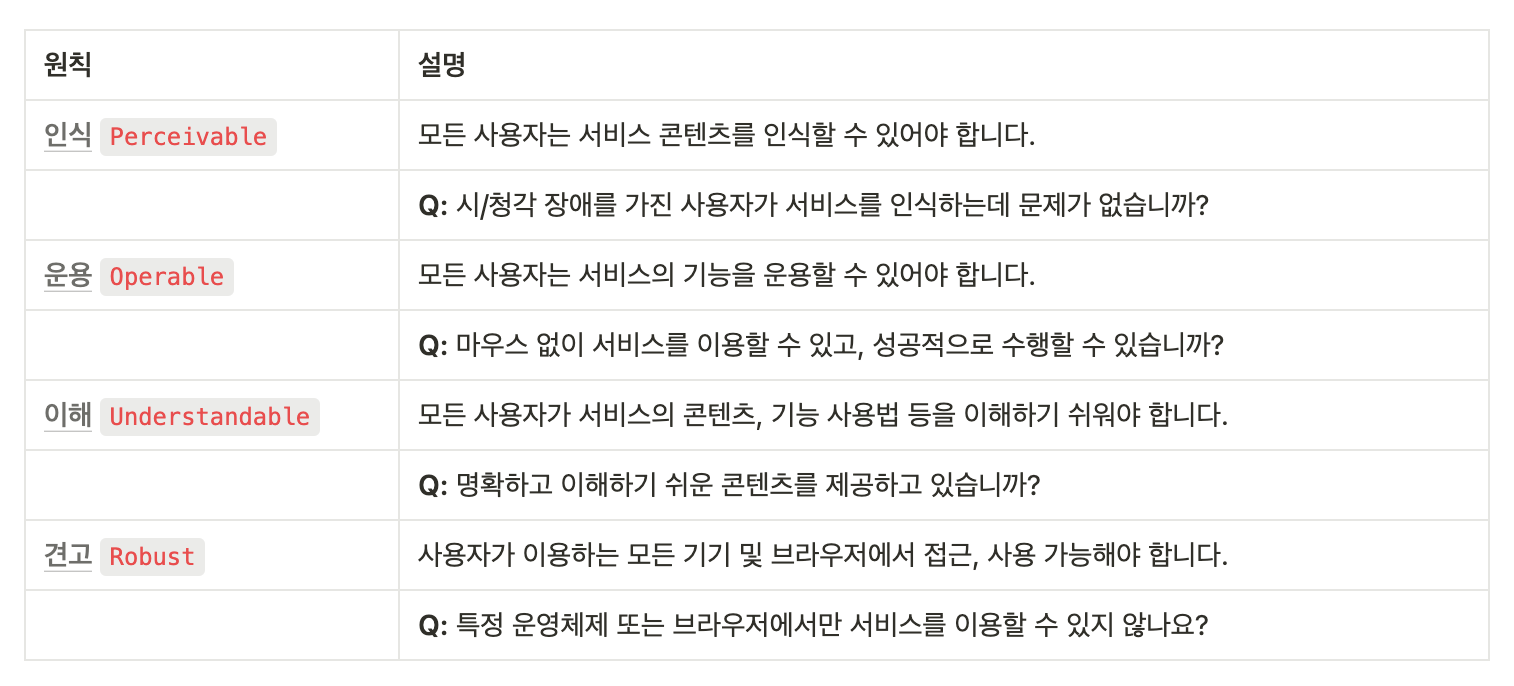 원칙 설명
인식 Perceivable 모든 사용자는 서비스 콘텐츠를 인식할 수 있어야 합니다.
Q: 시/청각 장애를 가진 사용자가 서비스를 인식하는데 문제가 없습니까?
운용 Operable 모든 사용자는 서비스의 기능을 운용할 수 있어야 합니다.
Q: 마우스 없이 서비스를 이용할 수 있고, 성공적으로 수행할 수 있습니까?
이해 Understandable 모든 사용자가 서비스의 콘텐츠, 기능 사용법 등을 이해하기 쉬워야 합니다.
Q: 명확하고 이해하기 쉬운 콘텐츠를 제공하고 있습니까?
견고 Robust 사용자가 이용하는 모든 기기 및 브라우저에서 접근, 사용 가능해야 합니다.
Q: 특정 운영체제 또는 브라우저에서만 서비스를 이용할 수 있지 않나요?